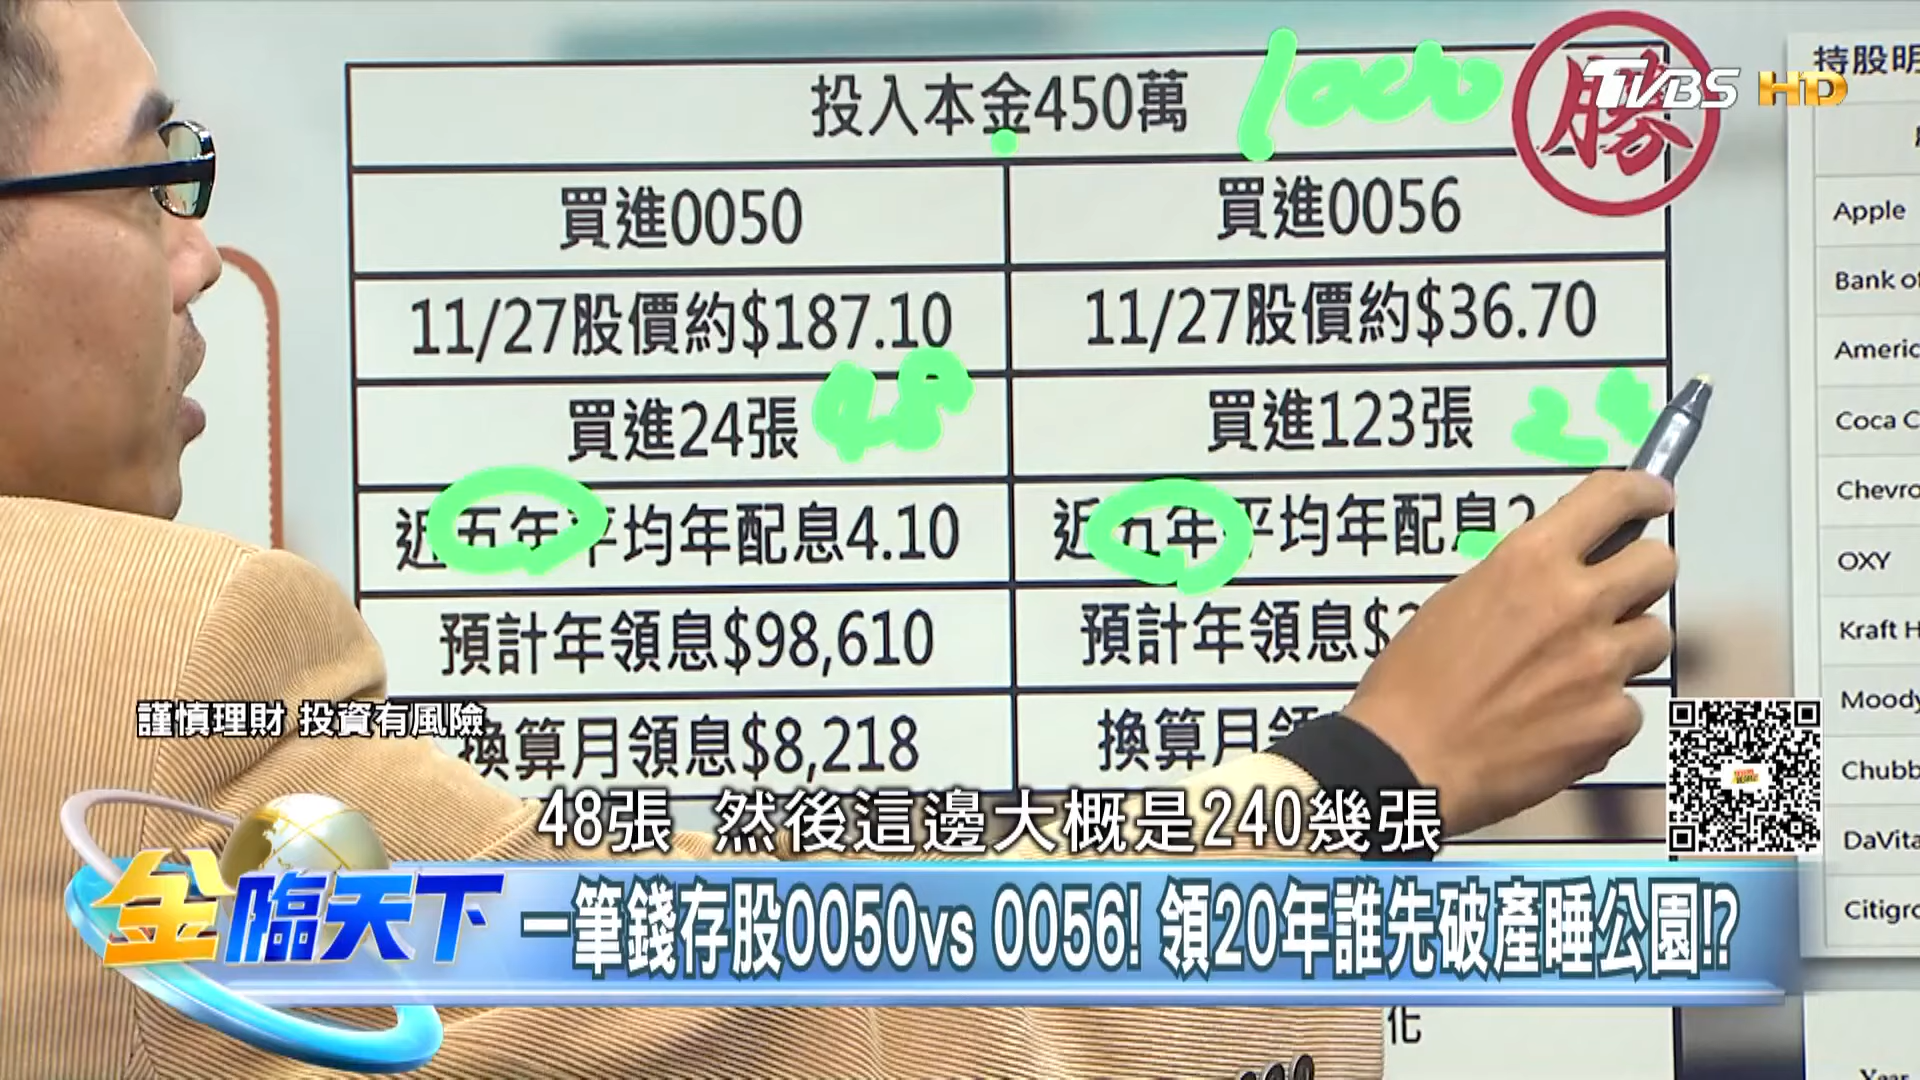 投入本金450萬
1000
勝
TVBS HD
持股明
買進0050
買進0056
11/27股價約$187.10
11/27股價約$36.70
買進24張
48
買進123張
24
近五年平均年配息4.10
近五年平均年配息2.
預計年領息$98,610
預計年領息$
換算月領息$8,218
換算月領
Apple
Bank of
Americ
Coca C
Chevro
OXY
Kraft H
Moody
Chubb
DaVita
Citigro
謹慎理財 投資有風險
48張 然後這邊大概是240幾張
金臨天下
一筆錢存股0050vs 0056! 領20年誰先破產睡公園!?
化
Year